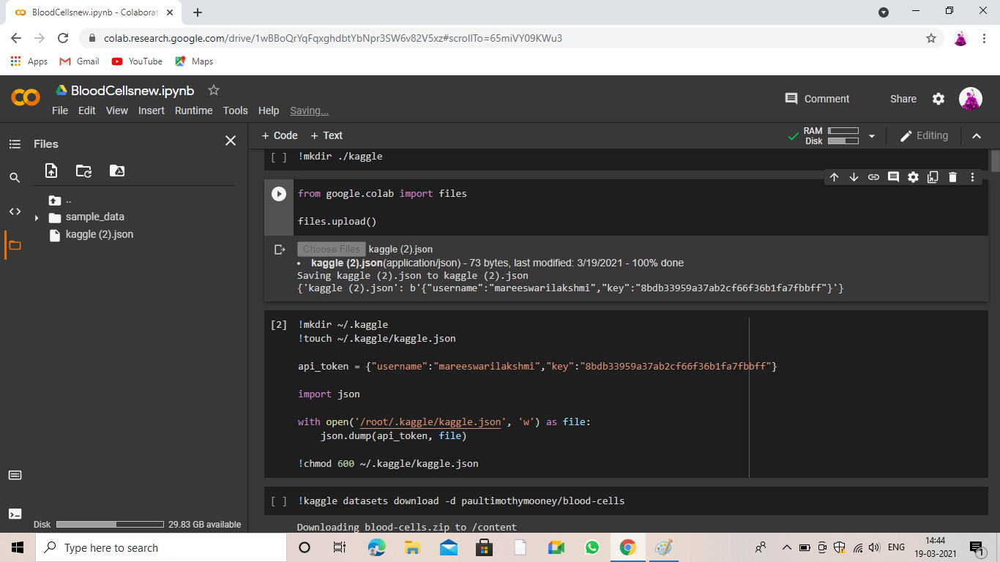 BloodCellsnew.ipynb - Colaborat
colab.research.google.com/drive/1wBBoQrYqFqxghdbtYbNpr3SW6v82V5xz#scrollTo=65miVY09KWu3
Apps Gmail YouTube Maps
BloodCellsnew.ipynb
Comment Share
File Edit View Insert Runtime Tools Help Saving...
Files
+ Code + Text
RAM
Disk
Editing
..
sample_data
kaggle (2).json
[ ] !mkdir ./kaggle
from google.colab import files
files.upload()
Choose Files kaggle (2).json
• kaggle (2).json(application/json) - 73 bytes, last modified: 3/19/2021 - 100% done
Saving kaggle (2).json to kaggle (2).json
{'kaggle (2).json': b'{"username":"mareeswarilakshmi","key":"8bdb33959a37ab2cf66f36b1fa7fbbff"}'}
[2] !mkdir ~/.kaggle
!touch ~/.kaggle/kaggle.json
api_token = {"username":"mareeswarilakshmi","key":"8bdb33959a37ab2cf66f36b1fa7fbbff"}
import json
with open('/root/.kaggle/kaggle.json', 'w') as file:
    json.dump(api_token, file)
!chmod 600 ~/.kaggle/kaggle.json
[ ] !kaggle datasets download -d paultimothymooney/blood-cells
Downloading blood-cells.zip to /content
Disk 29.83 GB available
Type here to search
ENG
14:44
19-03-2021
1